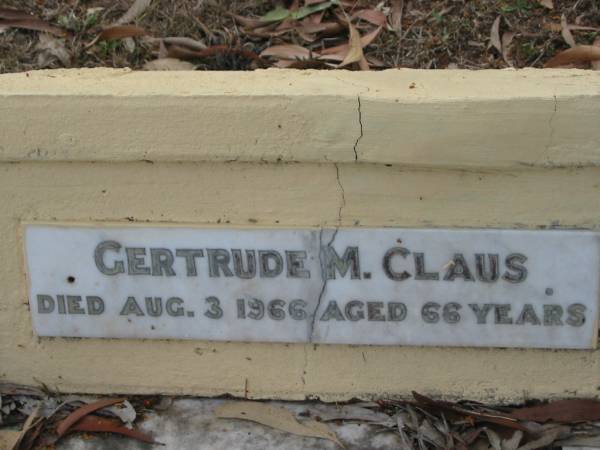 GERTRUDE M. CLAUS
DIED AUG. 3 1966 AGED 66 YEARS